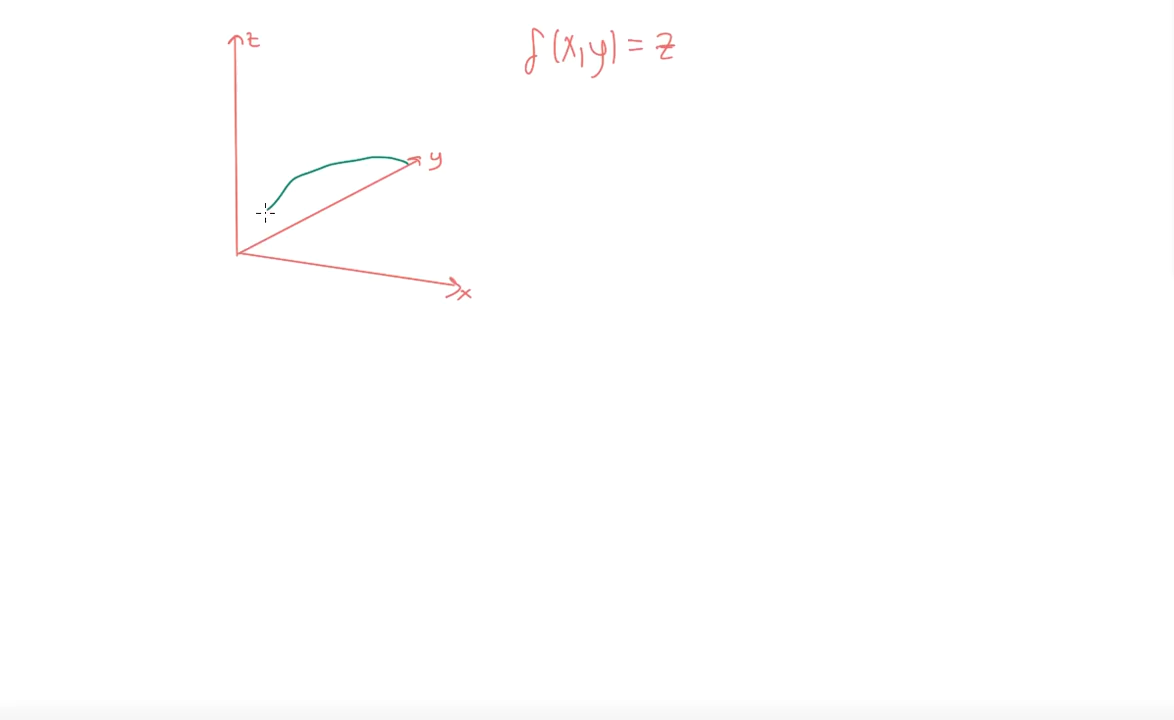 z
f(x,y) = z
y
x